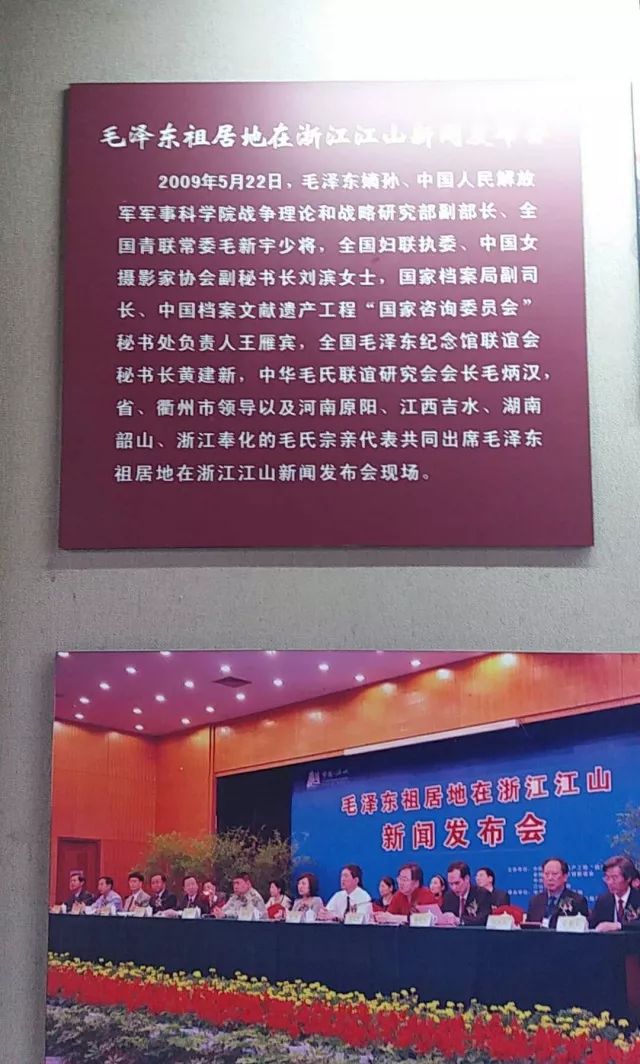 毛泽东祖居地在浙江江山新闻发布会
2009年5月22日，毛泽东嫡孙、中国人民解放
军军事科学院战争理论和战略研究部副部长、全
国青联常委毛新宇少将，全国妇联执委、中国女
摄影家协会副秘书长刘滨女士，国家档案局副司
长、中国档案文献遗产工程“国家咨询委员会”
秘书处负责人王雁宾，全国毛泽东纪念馆联谊会
秘书长黄建新，中华毛氏联谊研究会会长毛炳汉，
省、衢州市领导以及河南原阳、江西吉水、湖南
韶山、浙江奉化的毛氏宗亲代表共同出席毛泽东
祖居地在浙江江山新闻发布会现场。
毛泽东祖居地在浙江江山
新闻发布会